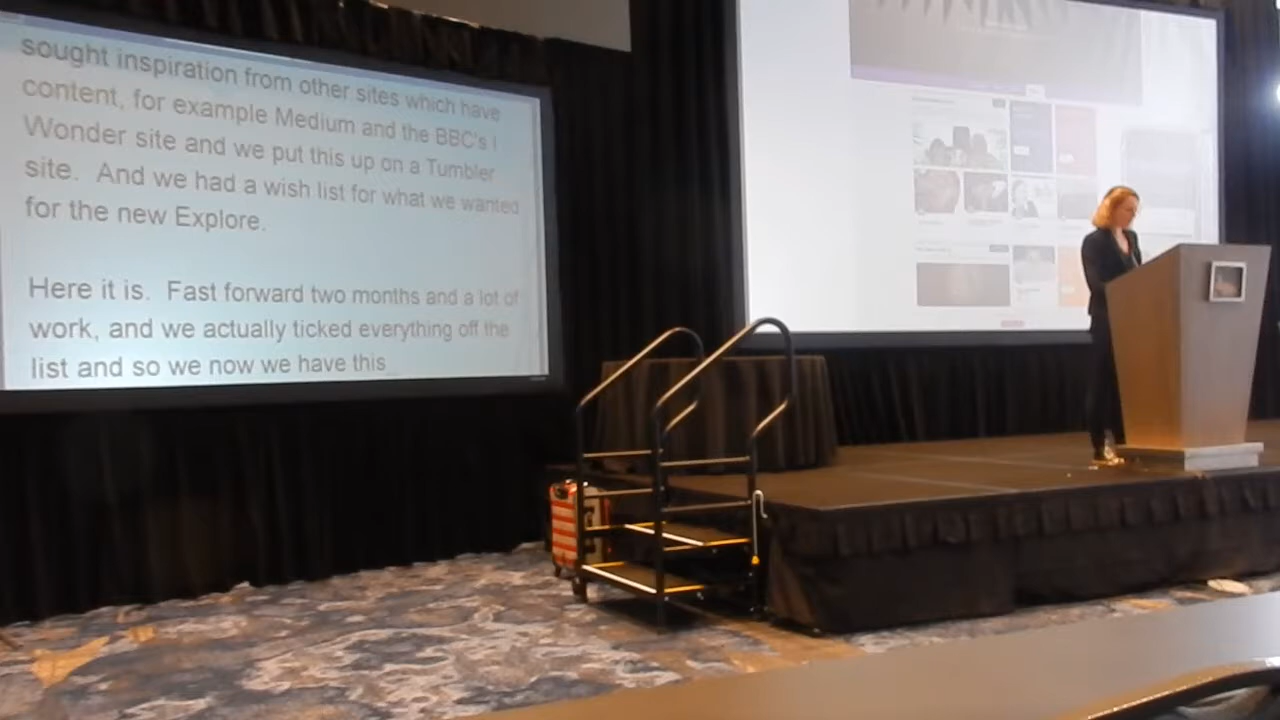 sought inspiration from other sites which have
content, for example Medium and the BBC's I
Wonder site and we put this up on a Tumbler
site. And we had a wish list for what we wanted
for the new Explore.
Here it is. Fast forward two months and a lot of
work, and we actually ticked everything off the
list and so we now we have this